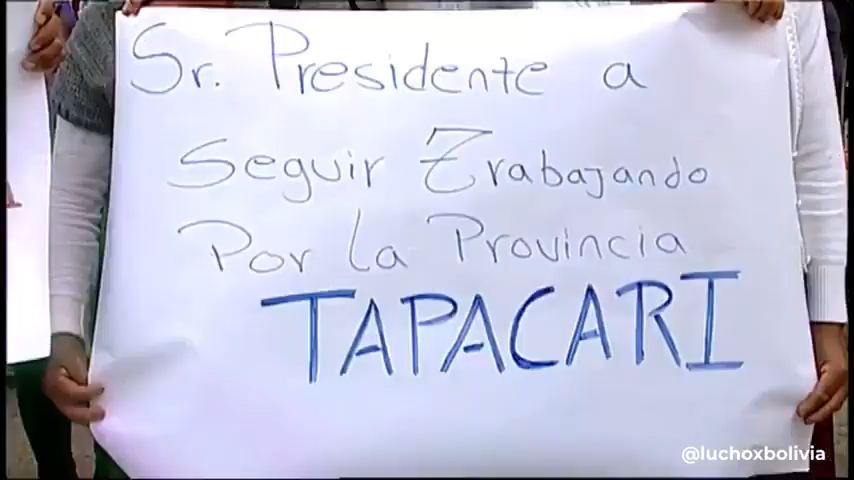 Sr. Presidente a
Seguir Trabajando
Por La Provincia
TAPACARI
@luchoxbolivia